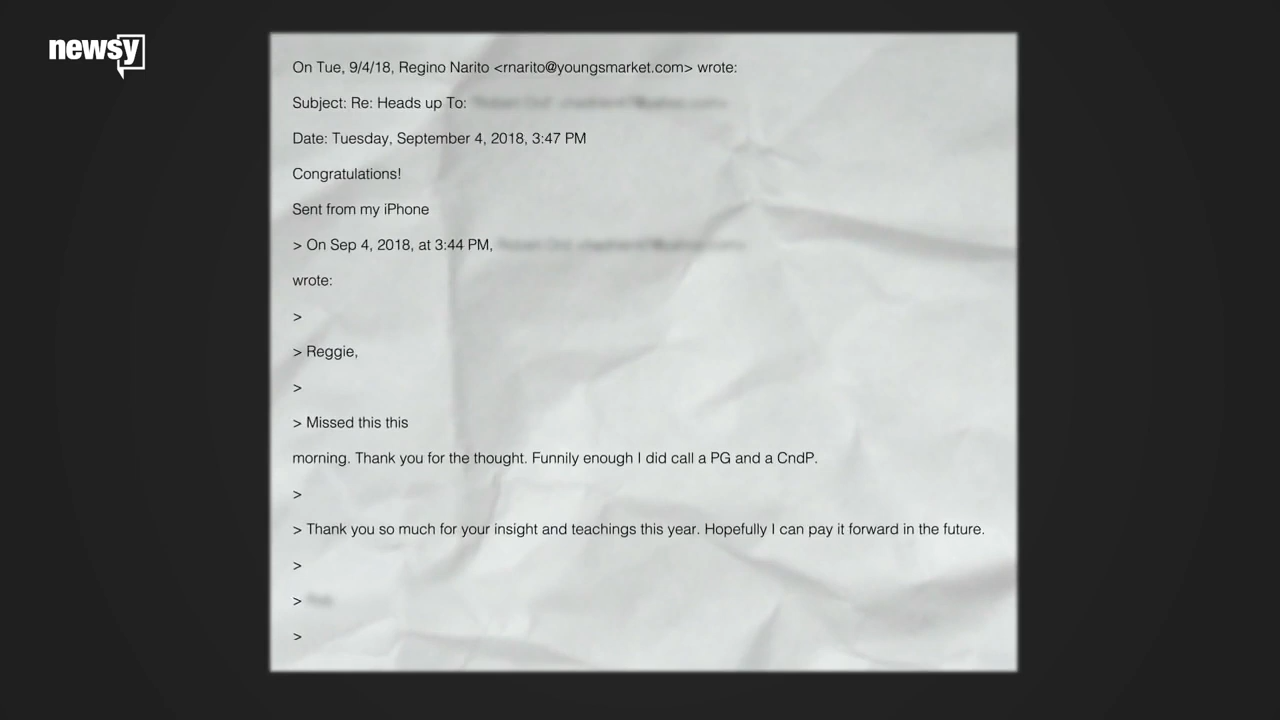 newsy
On Tue, 9/4/18, Regino Narito <rnarito@youngsmarket.com> wrote:
Subject: Re: Heads up To:
Date: Tuesday, September 4, 2018, 3:47 PM
Congratulations!
Sent from my iPhone
> On Sep 4, 2018, at 3:44 PM,
wrote:
>
> Reggie,
>
> Missed this this
morning. Thank you for the thought. Funnily enough I did call a PG and a CndP.
>
> Thank you so much for your insight and teachings this year. Hopefully I can pay it forward in the future.
>
>
>